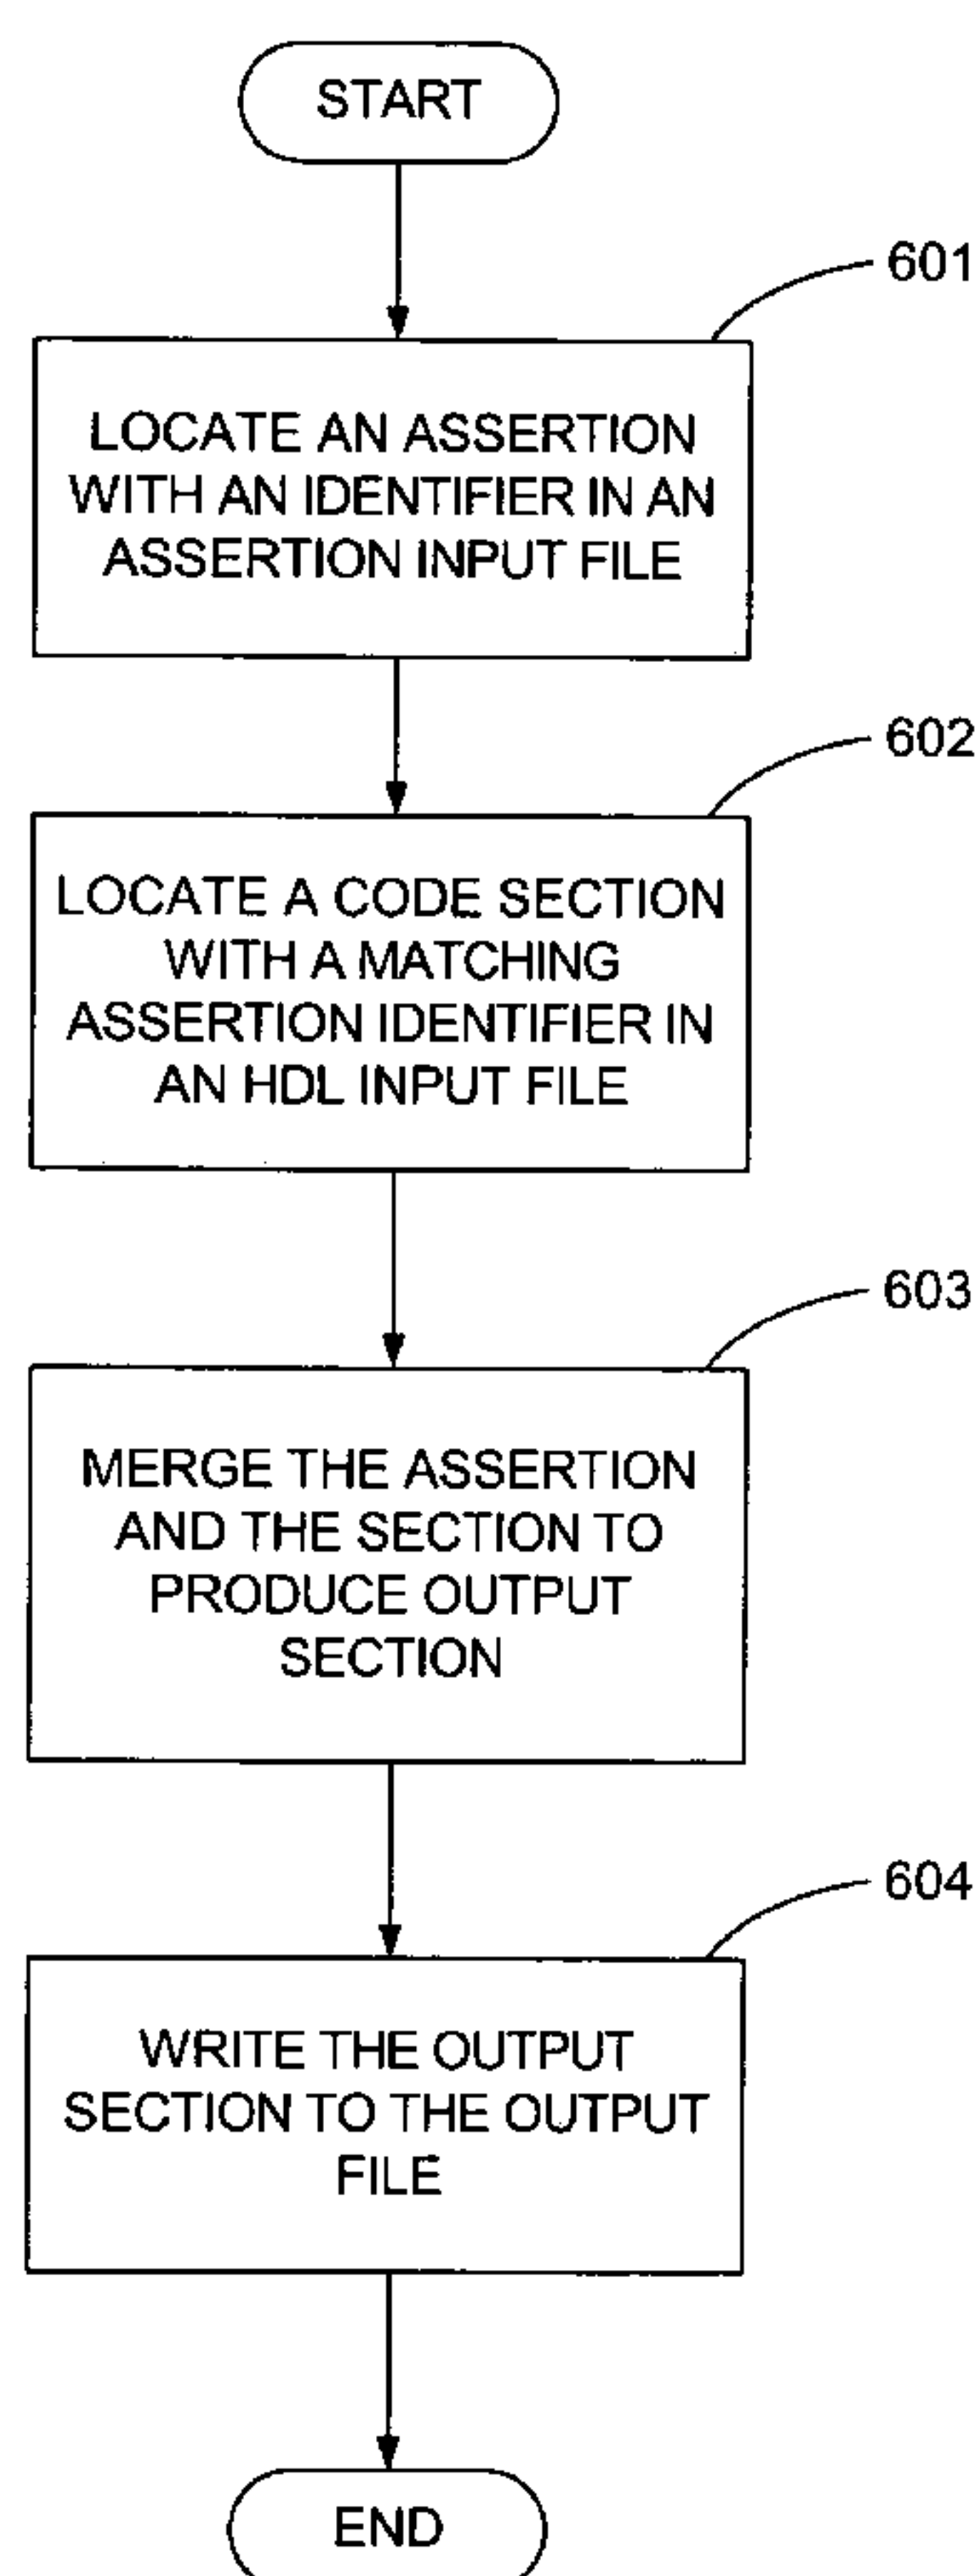 START
601
LOCATE AN ASSERTION
WITH AN IDENTIFIER IN AN
ASSERTION INPUT FILE
602
LOCATE A CODE SECTION
WITH A MATCHING
ASSERTION IDENTIFIER IN
AN HDL INPUT FILE
603
MERGE THE ASSERTION
AND THE SECTION TO
PRODUCE OUTPUT
SECTION
604
WRITE THE OUTPUT
SECTION TO THE OUTPUT
FILE
END